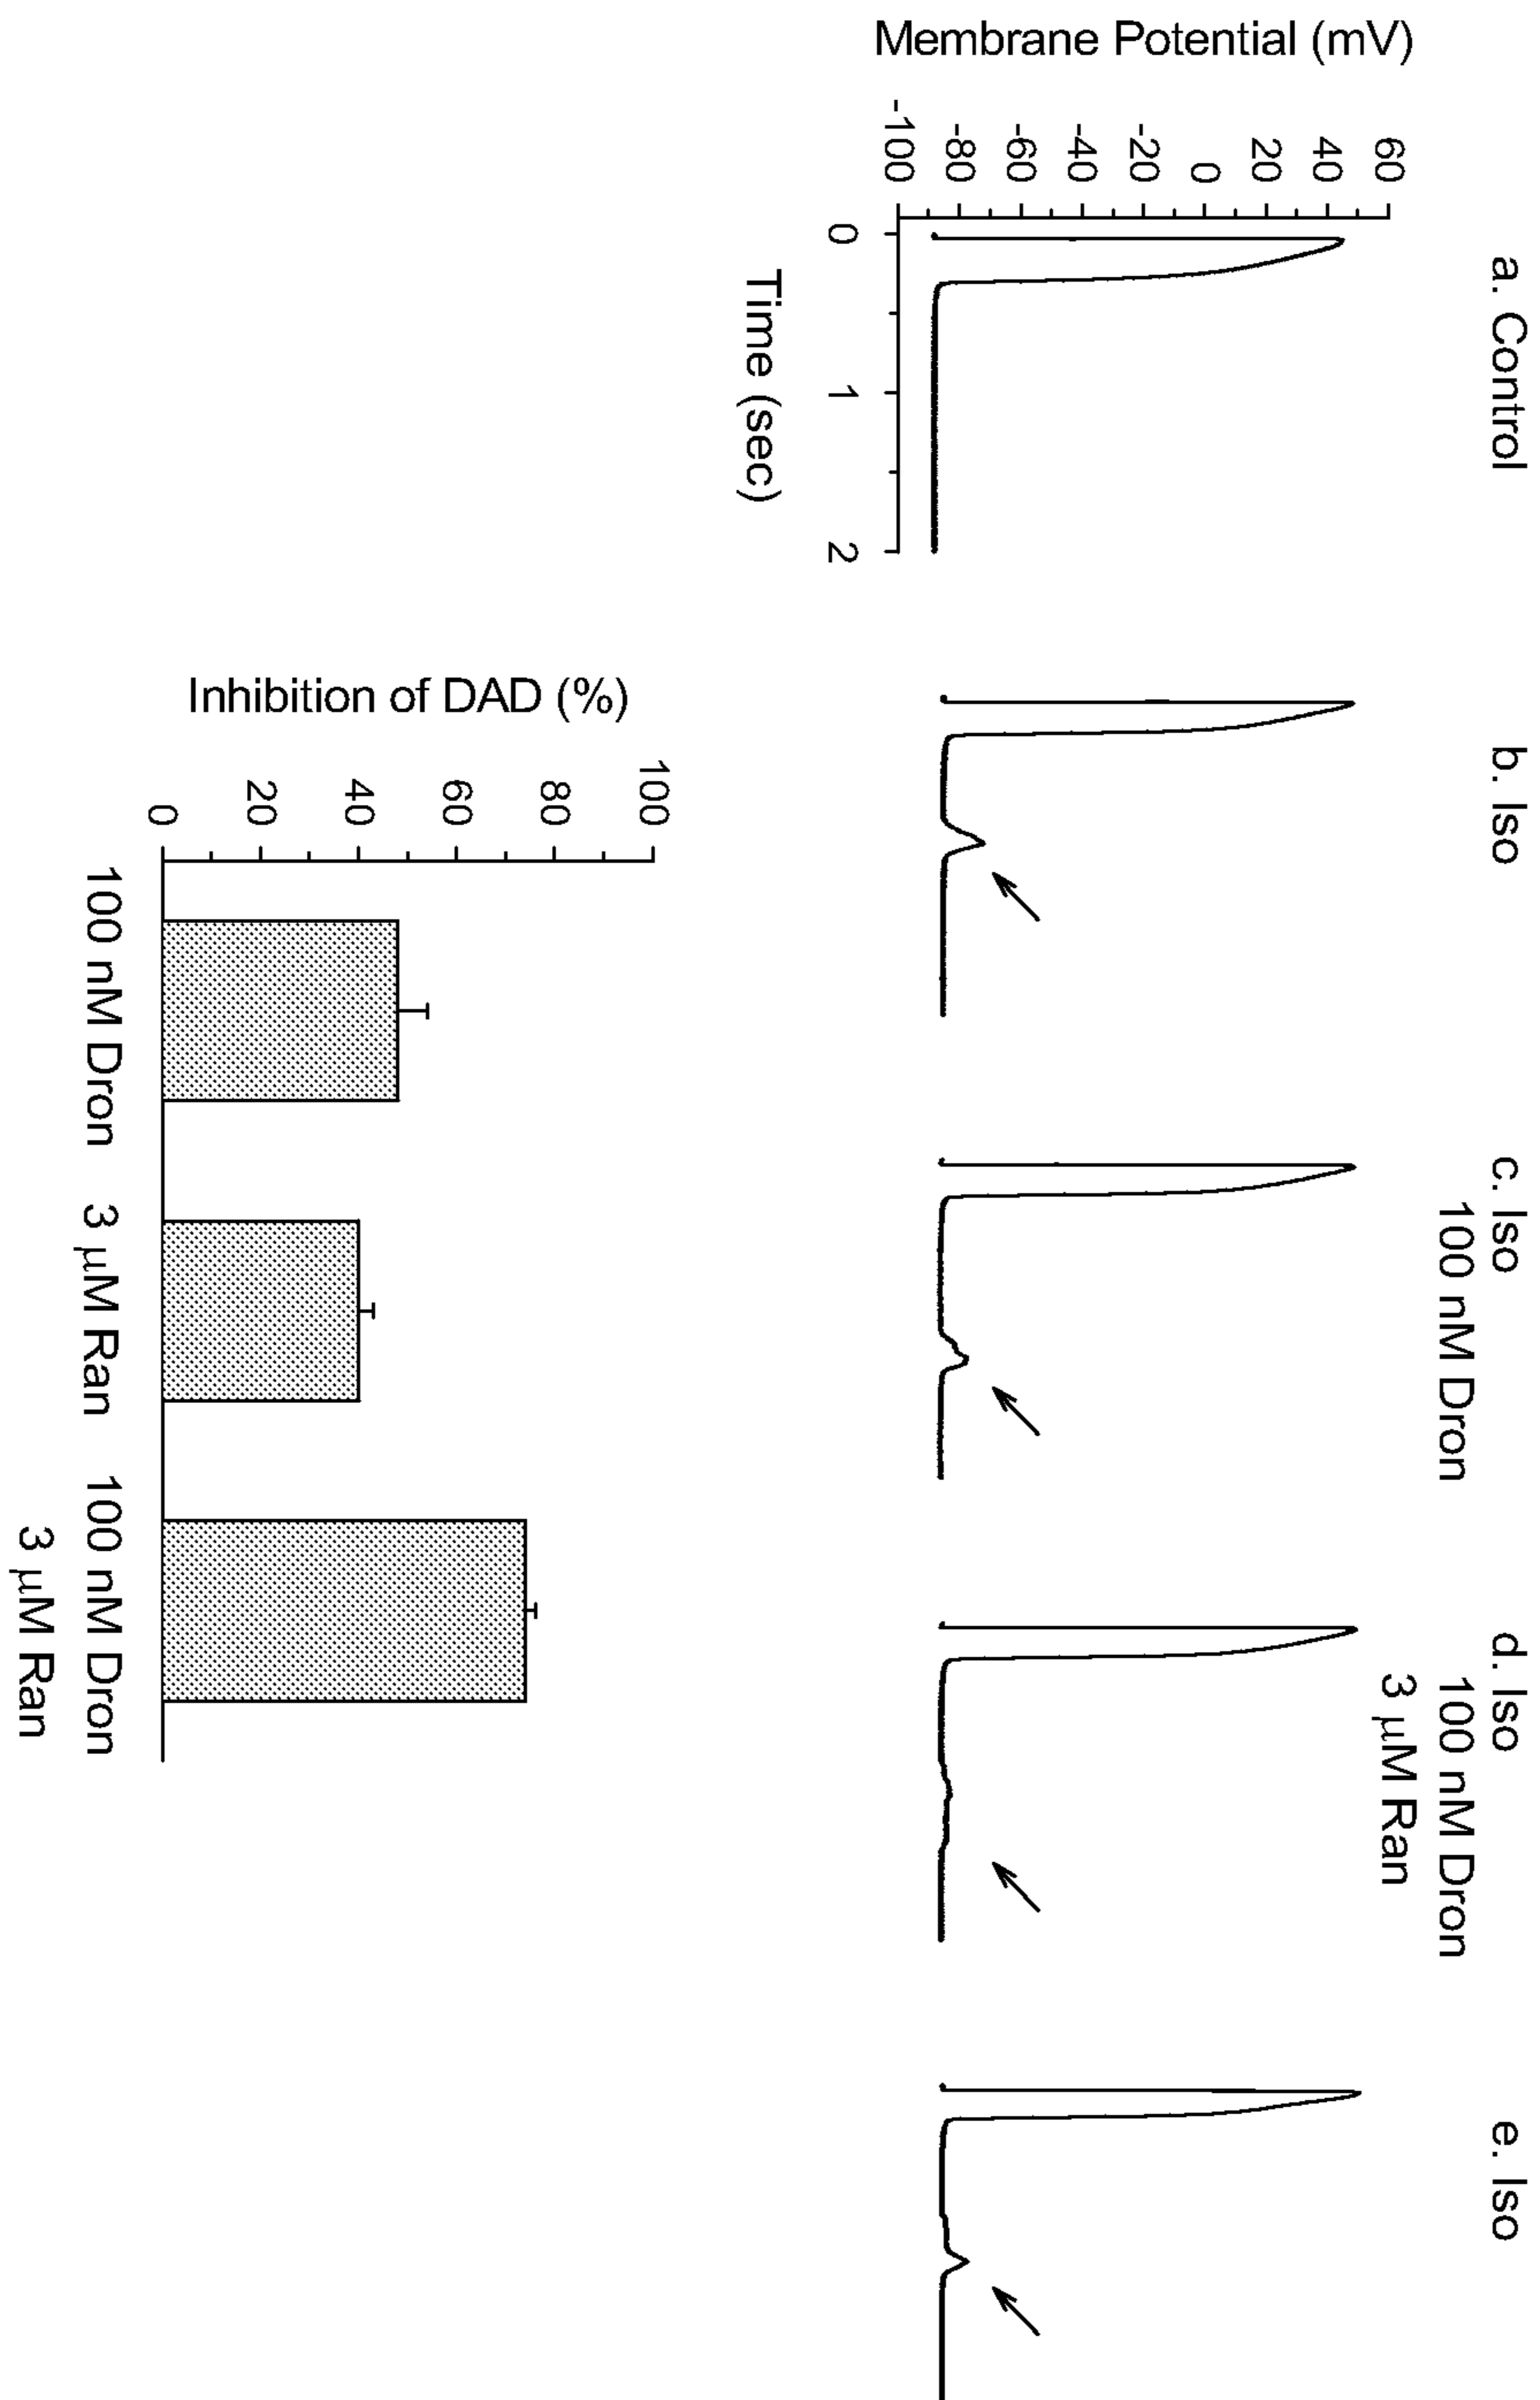 a. Control
b. Iso
c. Iso
100 nM Dron
d. Iso
100 nM Dron
3 μM Ran
e. Iso
Membrane Potential (mV)
60
40
20
0
-20
-40
-60
-80
-100
0
1
2
Time (sec)
Inhibition of DAD (%)
100
80
60
40
20
0
100 nM Dron
3 μM Ran
100 nM Dron
3 μM Ran